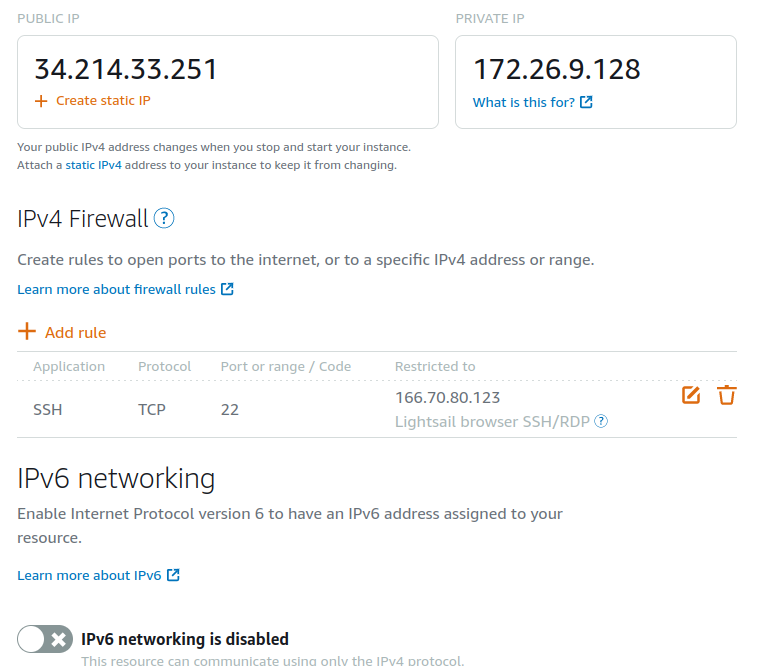 PUBLIC IP
PRIVATE IP
34.214.33.251
172.26.9.128
+ Create static IP
What is this for?
Your public IPv4 address changes when you stop and start your instance.
Attach a static IPv4 address to your instance to keep it from changing.
IPv4 Firewall ?
Create rules to open ports to the internet, or to a specific IPv4 address or range.
Learn more about firewall rules
+ Add rule
Application Protocol Port or range / Code Restricted to
166.70.80.123
SSH TCP 22
Lightsail browser SSH/RDP ?
IPv6 networking
Enable Internet Protocol version 6 to have an IPv6 address assigned to your
resource.
Learn more about IPv6
IPv6 networking is disabled
This resource can communicate using only the IPv4 protocol.